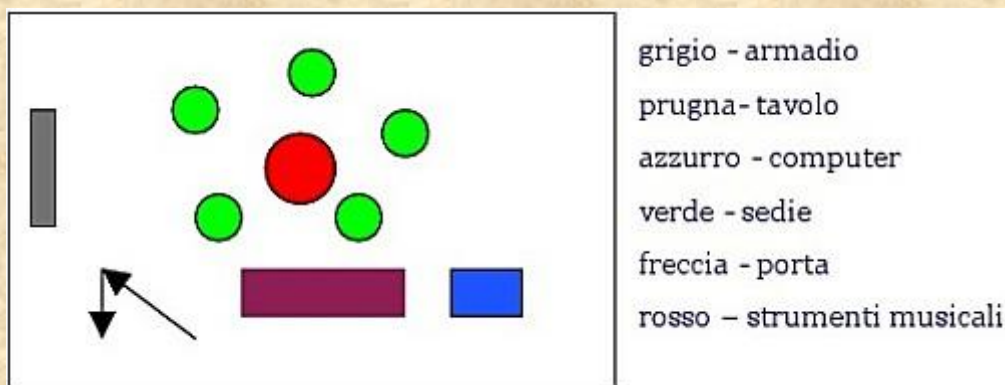 grigio - armadio
prugna- tavolo
azzurro - computer
verde - sedie
freccia - porta
rosso – strumenti musicali